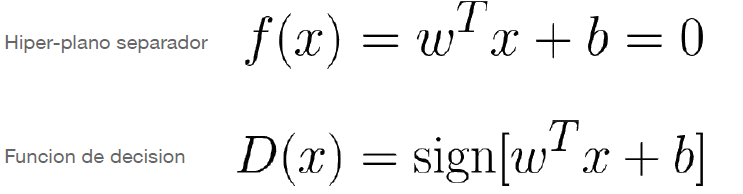 Hiper-plano separador f(x) = w^T x + b = 0
Funcion de decision D(x) = sign[w^T x + b]